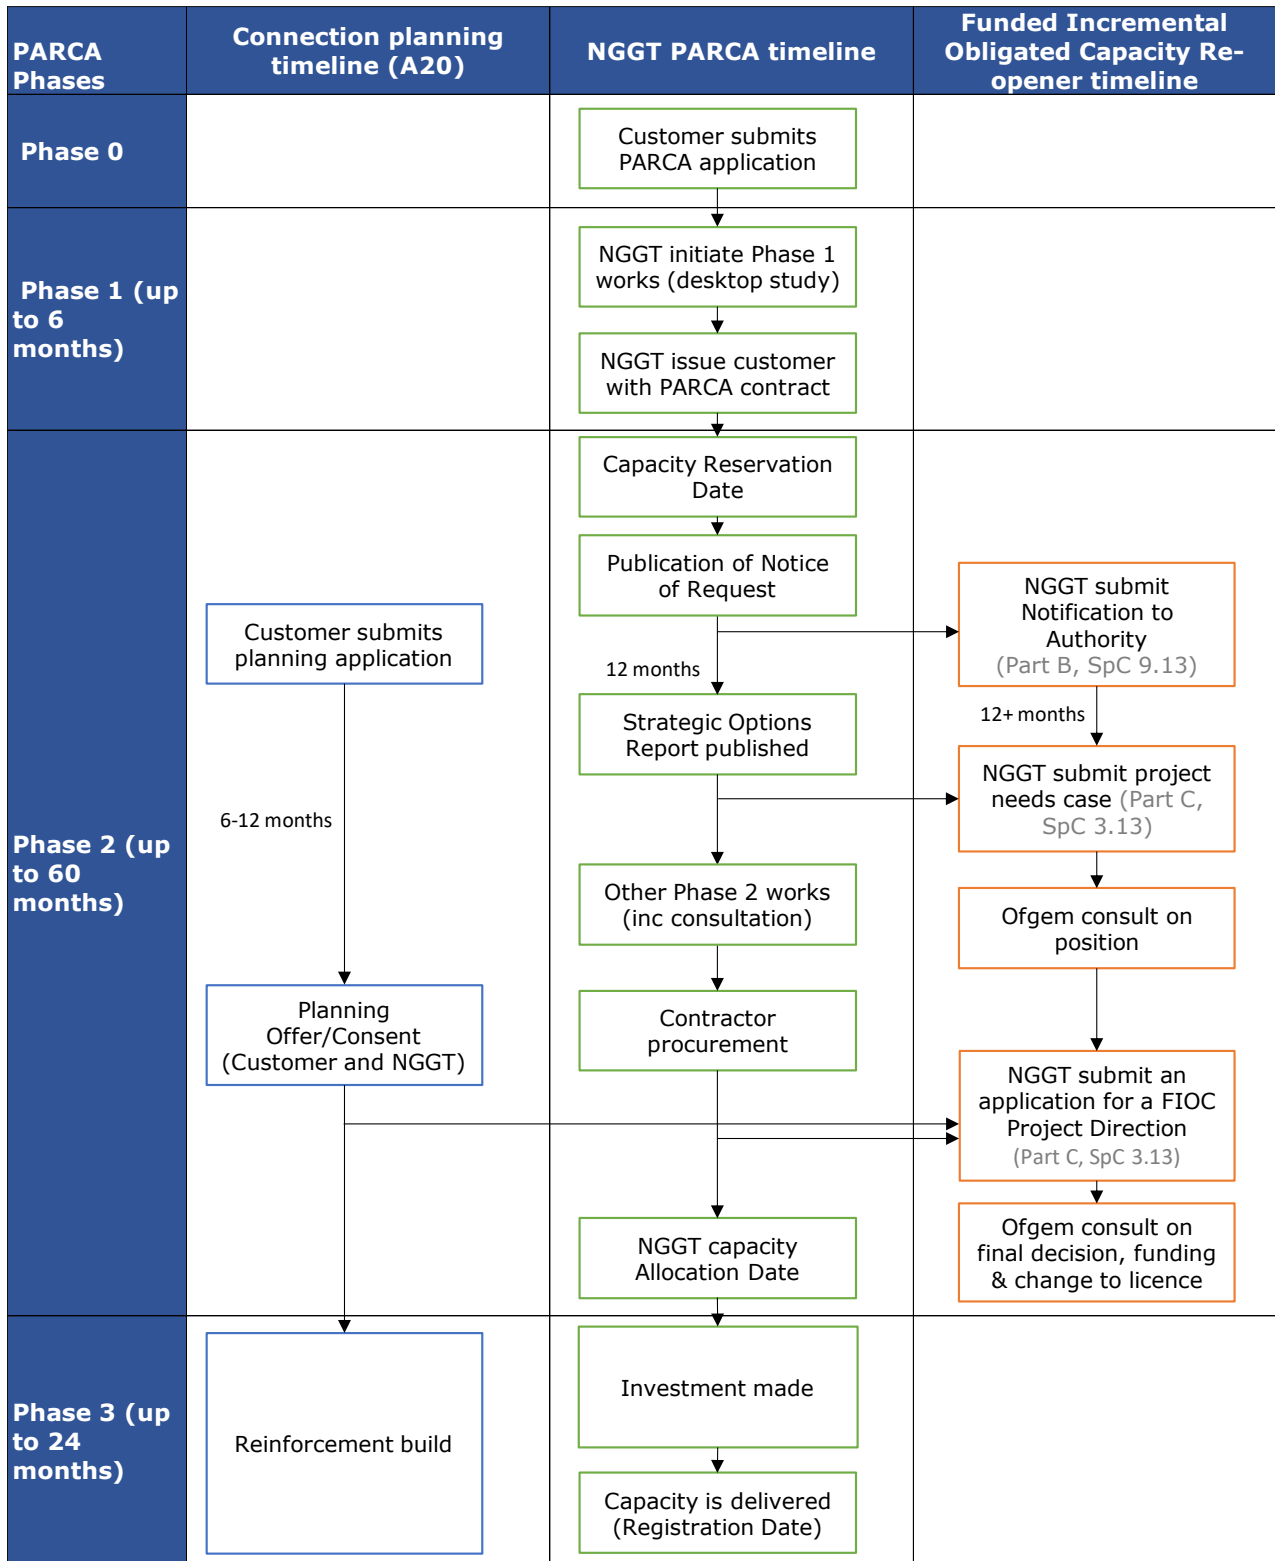 PARCA
Phases
Connection planning
timeline (A20)
NGGT PARCA timeline
Funded Incremental
Obligated Capacity Re-
opener timeline
Phase 0
Customer submits
PARCA application
Phase 1 (up
to 6
months)
NGGT initiate Phase 1
works (desktop study)
NGGT issue customer
with PARCA contract
Phase 2 (up
to 60
months)
Customer submits
planning application
6-12 months
Planning
Offer/Consent
(Customer and NGGT)
Capacity Reservation
Date
Publication of Notice
of Request
12 months
Strategic Options
Report published
Other Phase 2 works
(inc consultation)
Contractor
procurement
NGGT capacity
Allocation Date
NGGT submit
Notification to
Authority
(Part B, SpC 9.13)
12+ months
NGGT submit project
needs case (Part C,
SpC 3.13)
Ofgem consult on
position
NGGT submit an
application for a FIOC
Project Direction
(Part C, SpC 3.13)
Ofgem consult on
final decision, funding
& change to licence
Phase 3 (up
to 24
months)
Reinforcement build
Investment made
Capacity is delivered
(Registration Date)